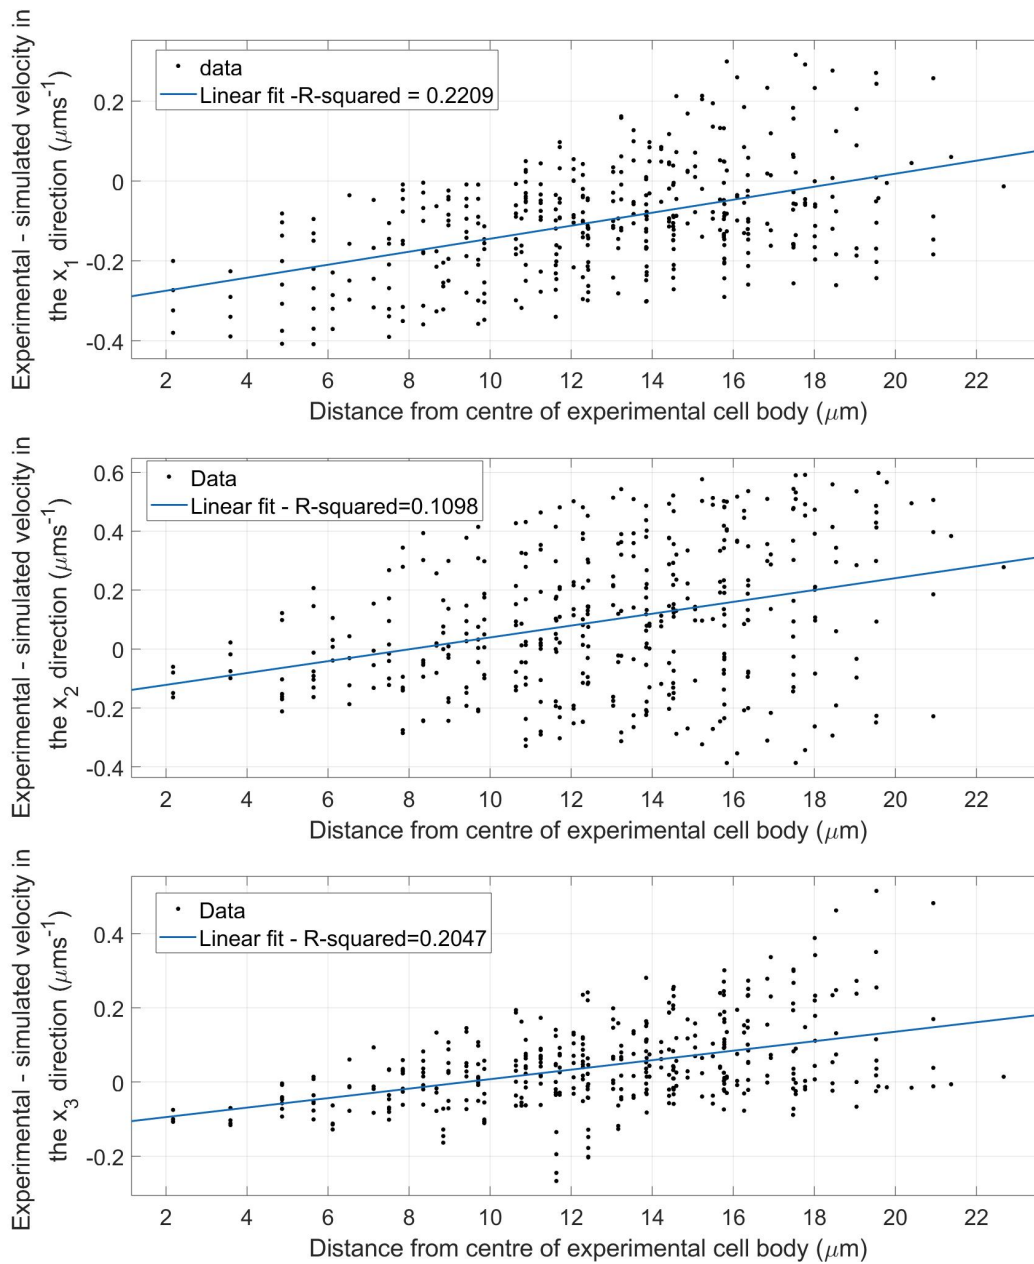 Experimental - simulated velocity in
the x₁ direction (μms⁻¹)
data
Linear fit -R-squared = 0.2209
0.2
0
-0.2
-0.4
2 4 6 8 10 12 14 16 18 20 22
Distance from centre of experimental cell body (μm)
Experimental - simulated velocity in
the x₂ direction (μms⁻¹)
Data
Linear fit - R-squared=0.1098
0.6
0.4
0.2
0
-0.2
-0.4
2 4 6 8 10 12 14 16 18 20 22
Distance from centre of experimental cell body (μm)
Experimental - simulated velocity in
the x₃ direction (μms⁻¹)
Data
Linear fit - R-squared=0.2047
0.4
0.2
0
-0.2
2 4 6 8 10 12 14 16 18 20 22
Distance from centre of experimental cell body (μm)